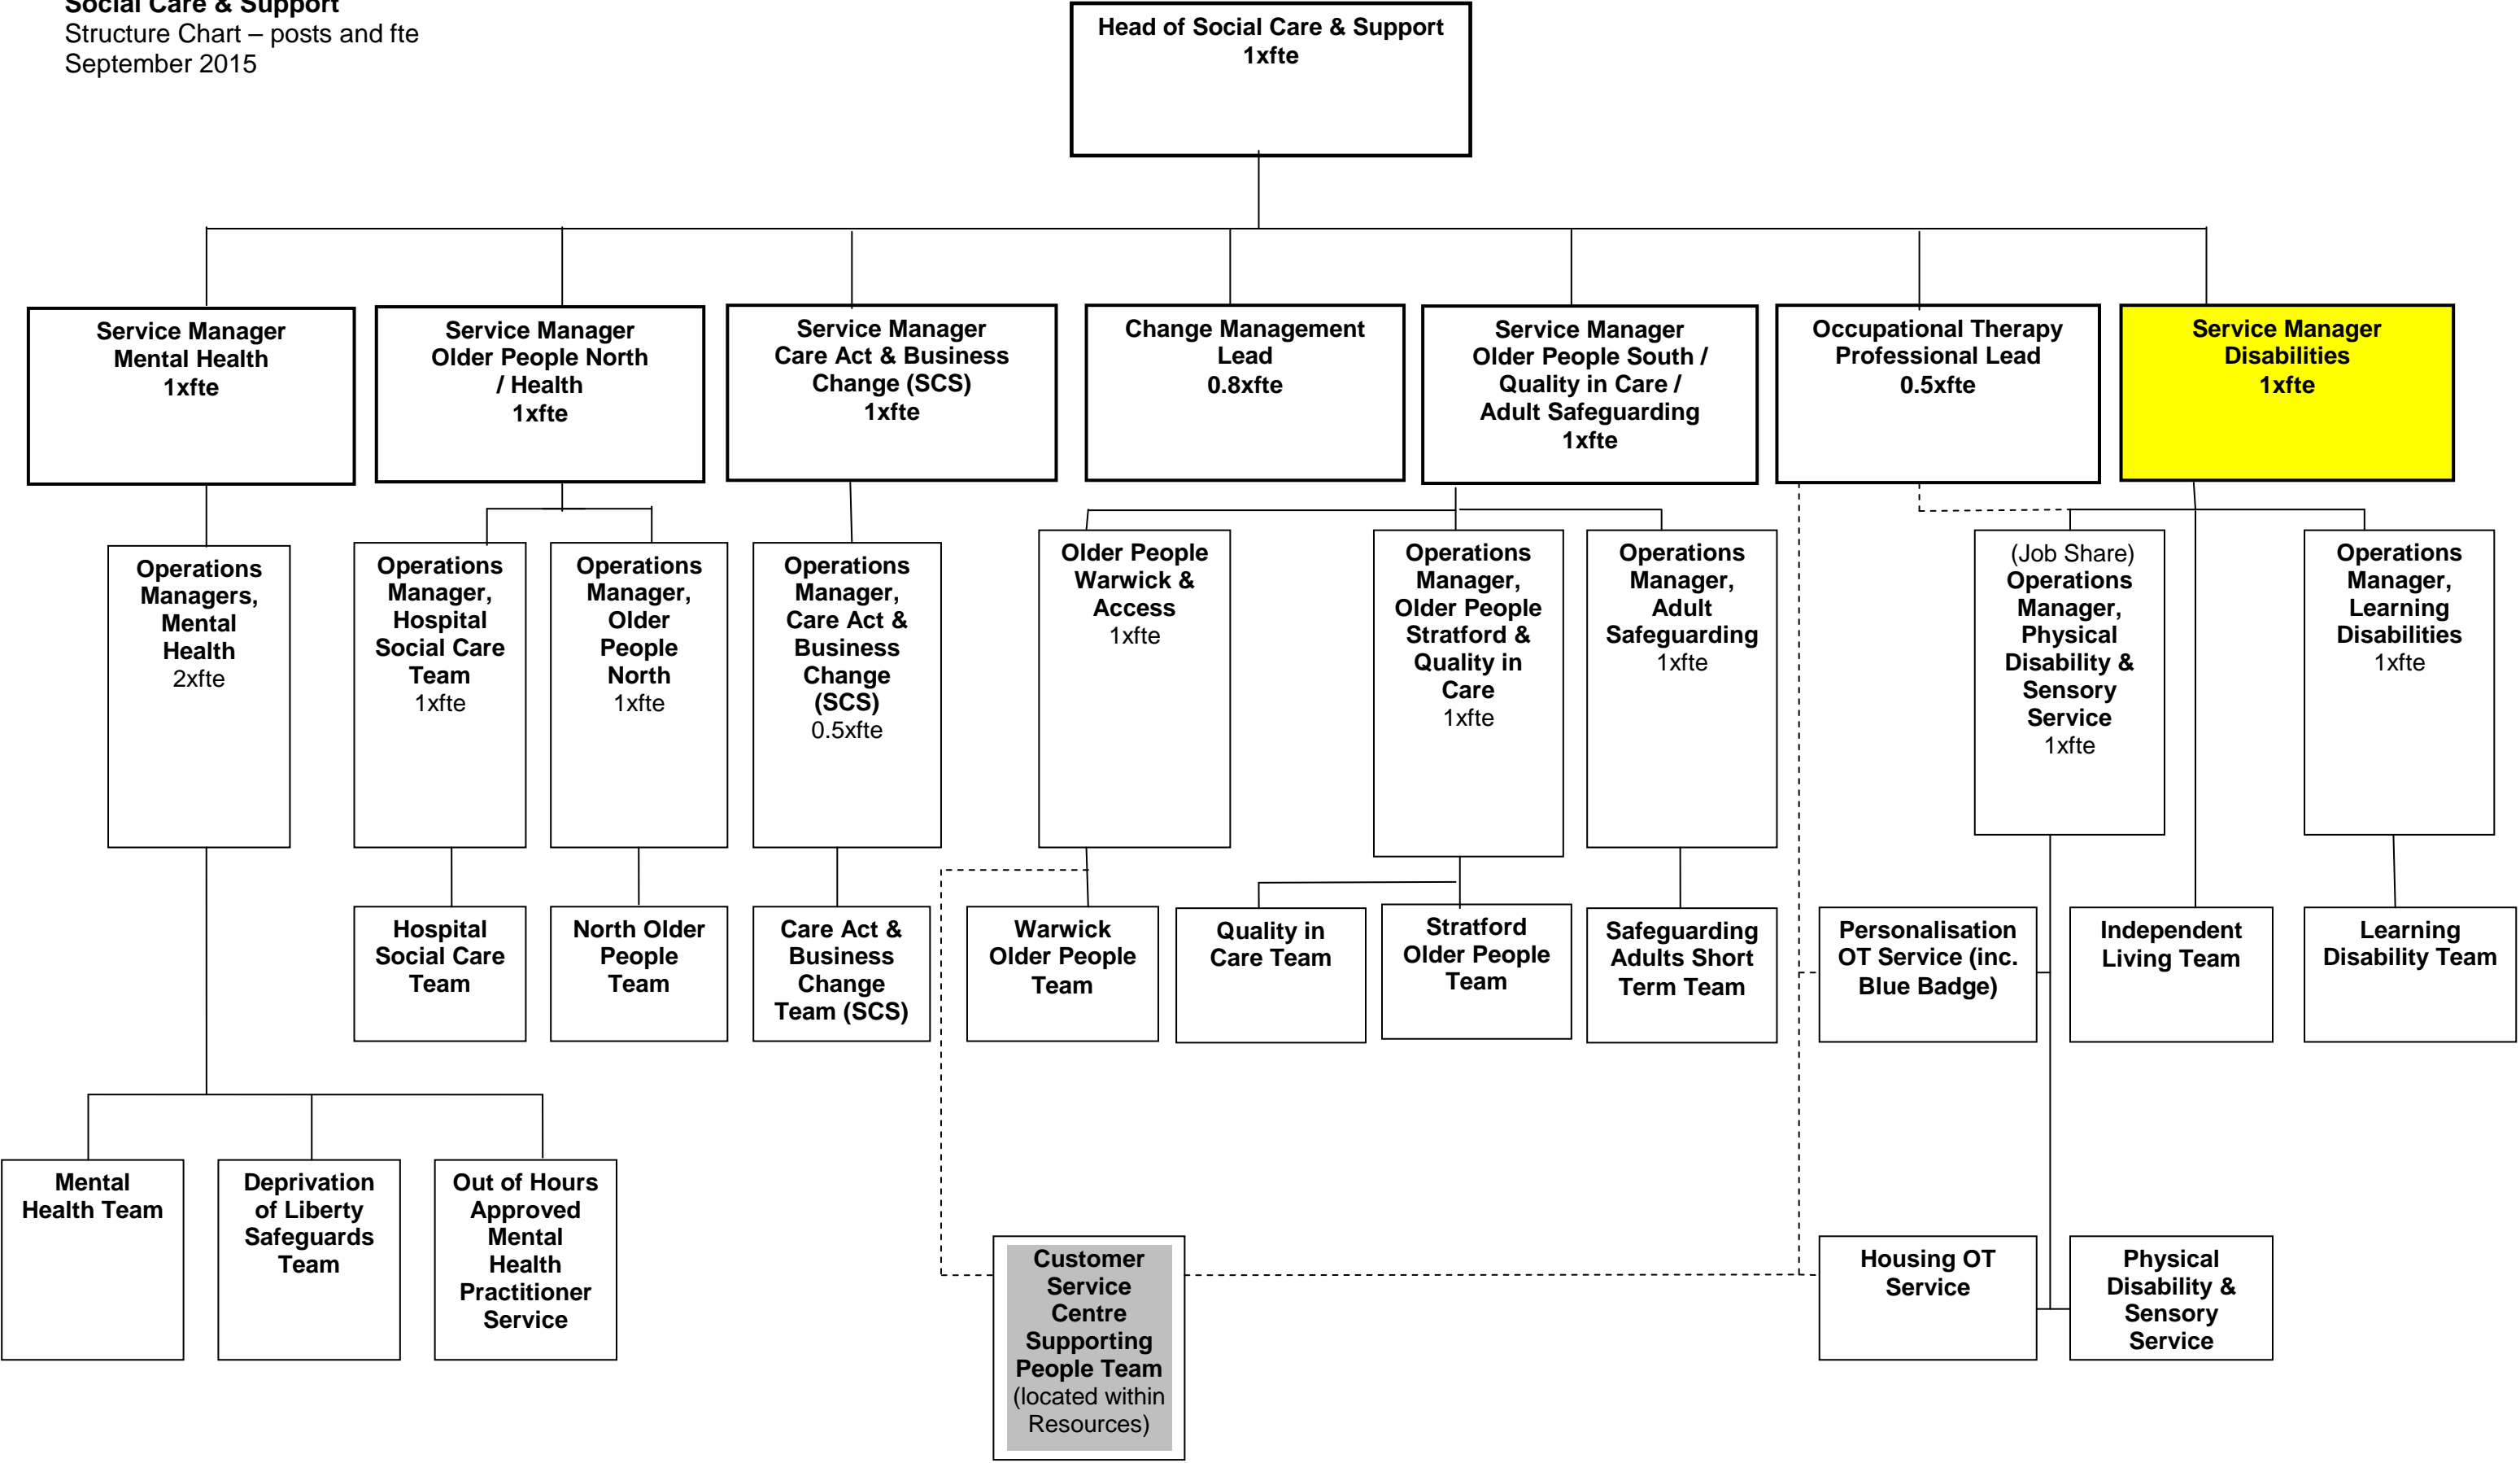 Social Care & Support
Structure Chart – posts and fte
September 2015
Head of Social Care & Support
1xfte
Service Manager
Mental Health
1xfte
Service Manager
Older People North
/ Health
1xfte
Service Manager
Care Act & Business
Change (SCS)
1xfte
Change Management
Lead
0.8xfte
Service Manager
Older People South /
Quality in Care /
Adult Safeguarding
1xfte
Occupational Therapy
Professional Lead
0.5xfte
Service Manager
Disabilities
1xfte
Operations
Managers,
Mental
Health
2xfte
Operations
Manager,
Hospital
Social Care
Team
1xfte
Operations
Manager,
Older
People
North
1xfte
Operations
Manager,
Care Act &
Business
Change
(SCS)
0.5xfte
Older People
Warwick &
Access
1xfte
Operations
Manager,
Older People
Stratford &
Quality in
Care
1xfte
Operations
Manager,
Adult
Safeguarding
1xfte
(Job Share)
Operations
Manager,
Physical
Disability &
Sensory
Service
1xfte
Operations
Manager,
Learning
Disabilities
1xfte
Hospital
Social Care
Team
North Older
People
Team
Care Act &
Business
Change
Team (SCS)
Warwick
Older People
Team
Quality in
Care Team
Stratford
Older People
Team
Safeguarding
Adults Short
Term Team
Personalisation
OT Service (inc.
Blue Badge)
Independent
Living Team
Learning
Disability Team
Mental
Health Team
Deprivation
of Liberty
Safeguards
Team
Out of Hours
Approved
Mental
Health
Practitioner
Service
Customer
Service
Centre
Supporting
People Team
(located within
Resources)
Housing OT
Service
Physical
Disability &
Sensory
Service